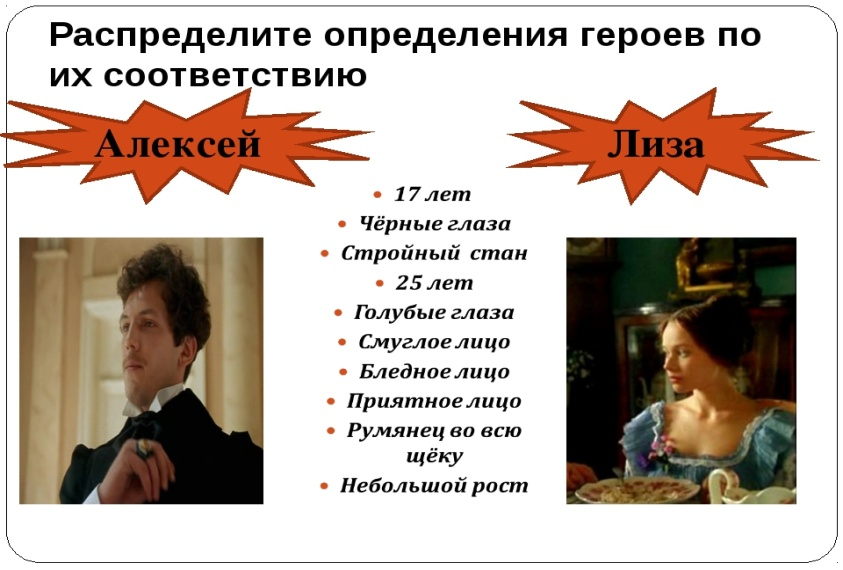 Распределите определения героев по
их соответствию
Алексей
Лиза
• 17 лет
• Чёрные глаза
• Стройный стан
• 25 лет
• Голубые глаза
• Смуглое лицо
• Бледное лицо
• Приятное лицо
• Румянец во всю
щёку
• Небольшой рост